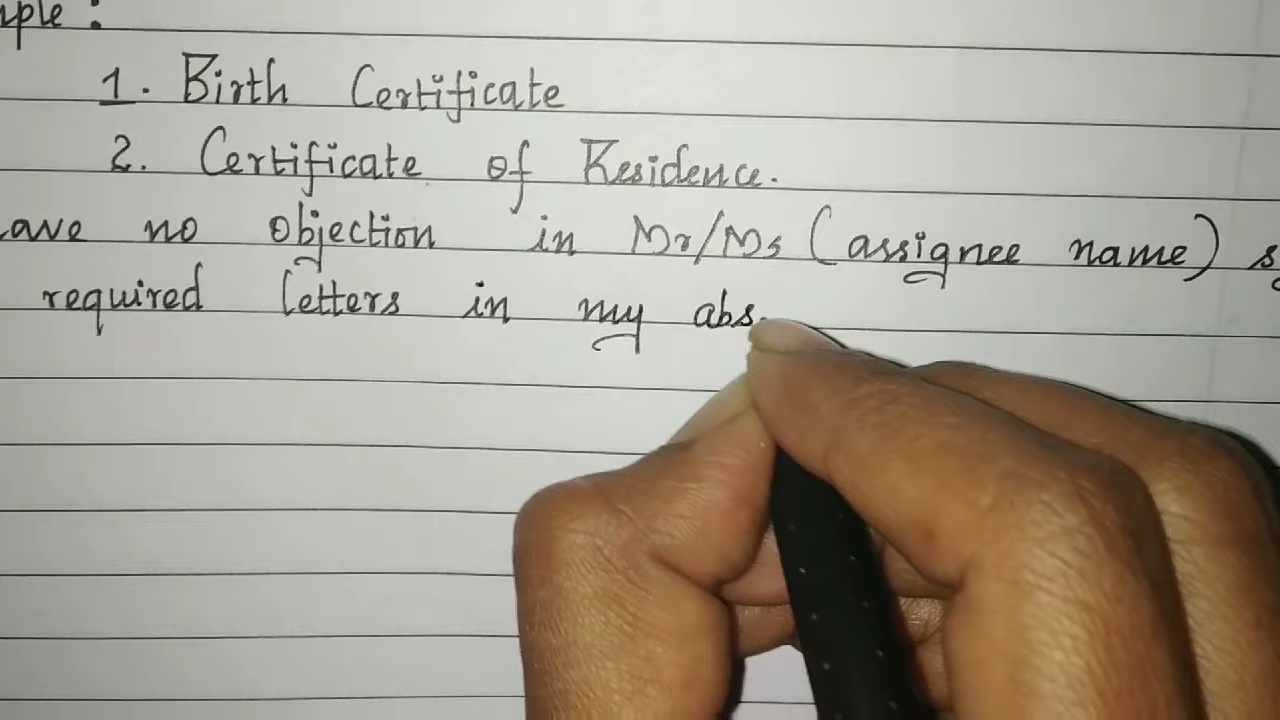 mple :
1. Birth Certificate
2. Certificate of Residence.
ave no objection in Mr/Ms (assignee name) s
required letters in my abs